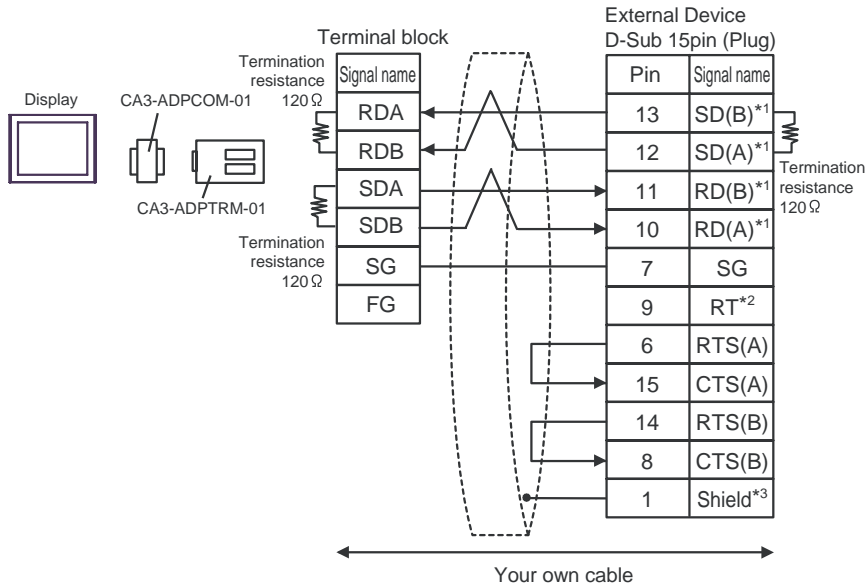 External Device
D-Sub 15pin (Plug)
Terminal block
Termination
resistance
120Ω
Display
CA3-ADPCOM-01
CA3-ADPTRM-01
Signal name
RDA
RDB
SDA
SDB
SG
FG
Termination
resistance
120Ω
Pin Signal name
13 SD(B)*1
12 SD(A)*1
11 RD(B)*1
10 RD(A)*1
7 SG
9 RT*2
6 RTS(A)
15 CTS(A)
14 RTS(B)
8 CTS(B)
1 Shield*3
Termination
resistance
120Ω
Your own cable